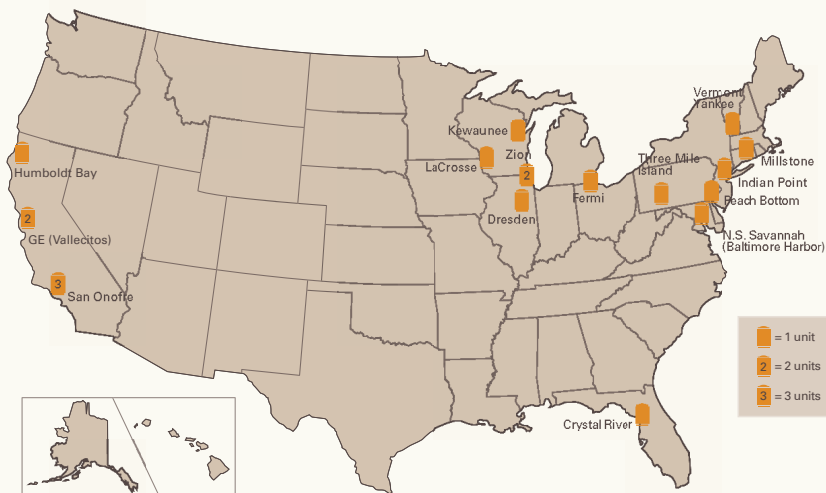 Vermont
Yankee
Kewaunee
Zion
2
LaCrosse
Three Mile
Island
Millstone
Humboldt Bay
Indian Point
Fermi
Peach Bottom
Dresden
2
GE (Vallecitos)
N.S. Savannah
(Baltimore Harbor)
3
San Onofre
= 1 unit
2 = 2 units
3 = 3 units
Crystal River